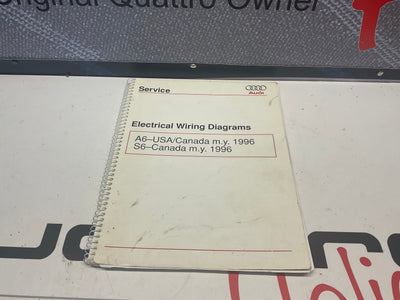 Original Quattro Owner
Service
Audi
Electrical Wiring Diagrams
A6–USA/Canada m.y. 1996
S6–Canada m.y. 1996